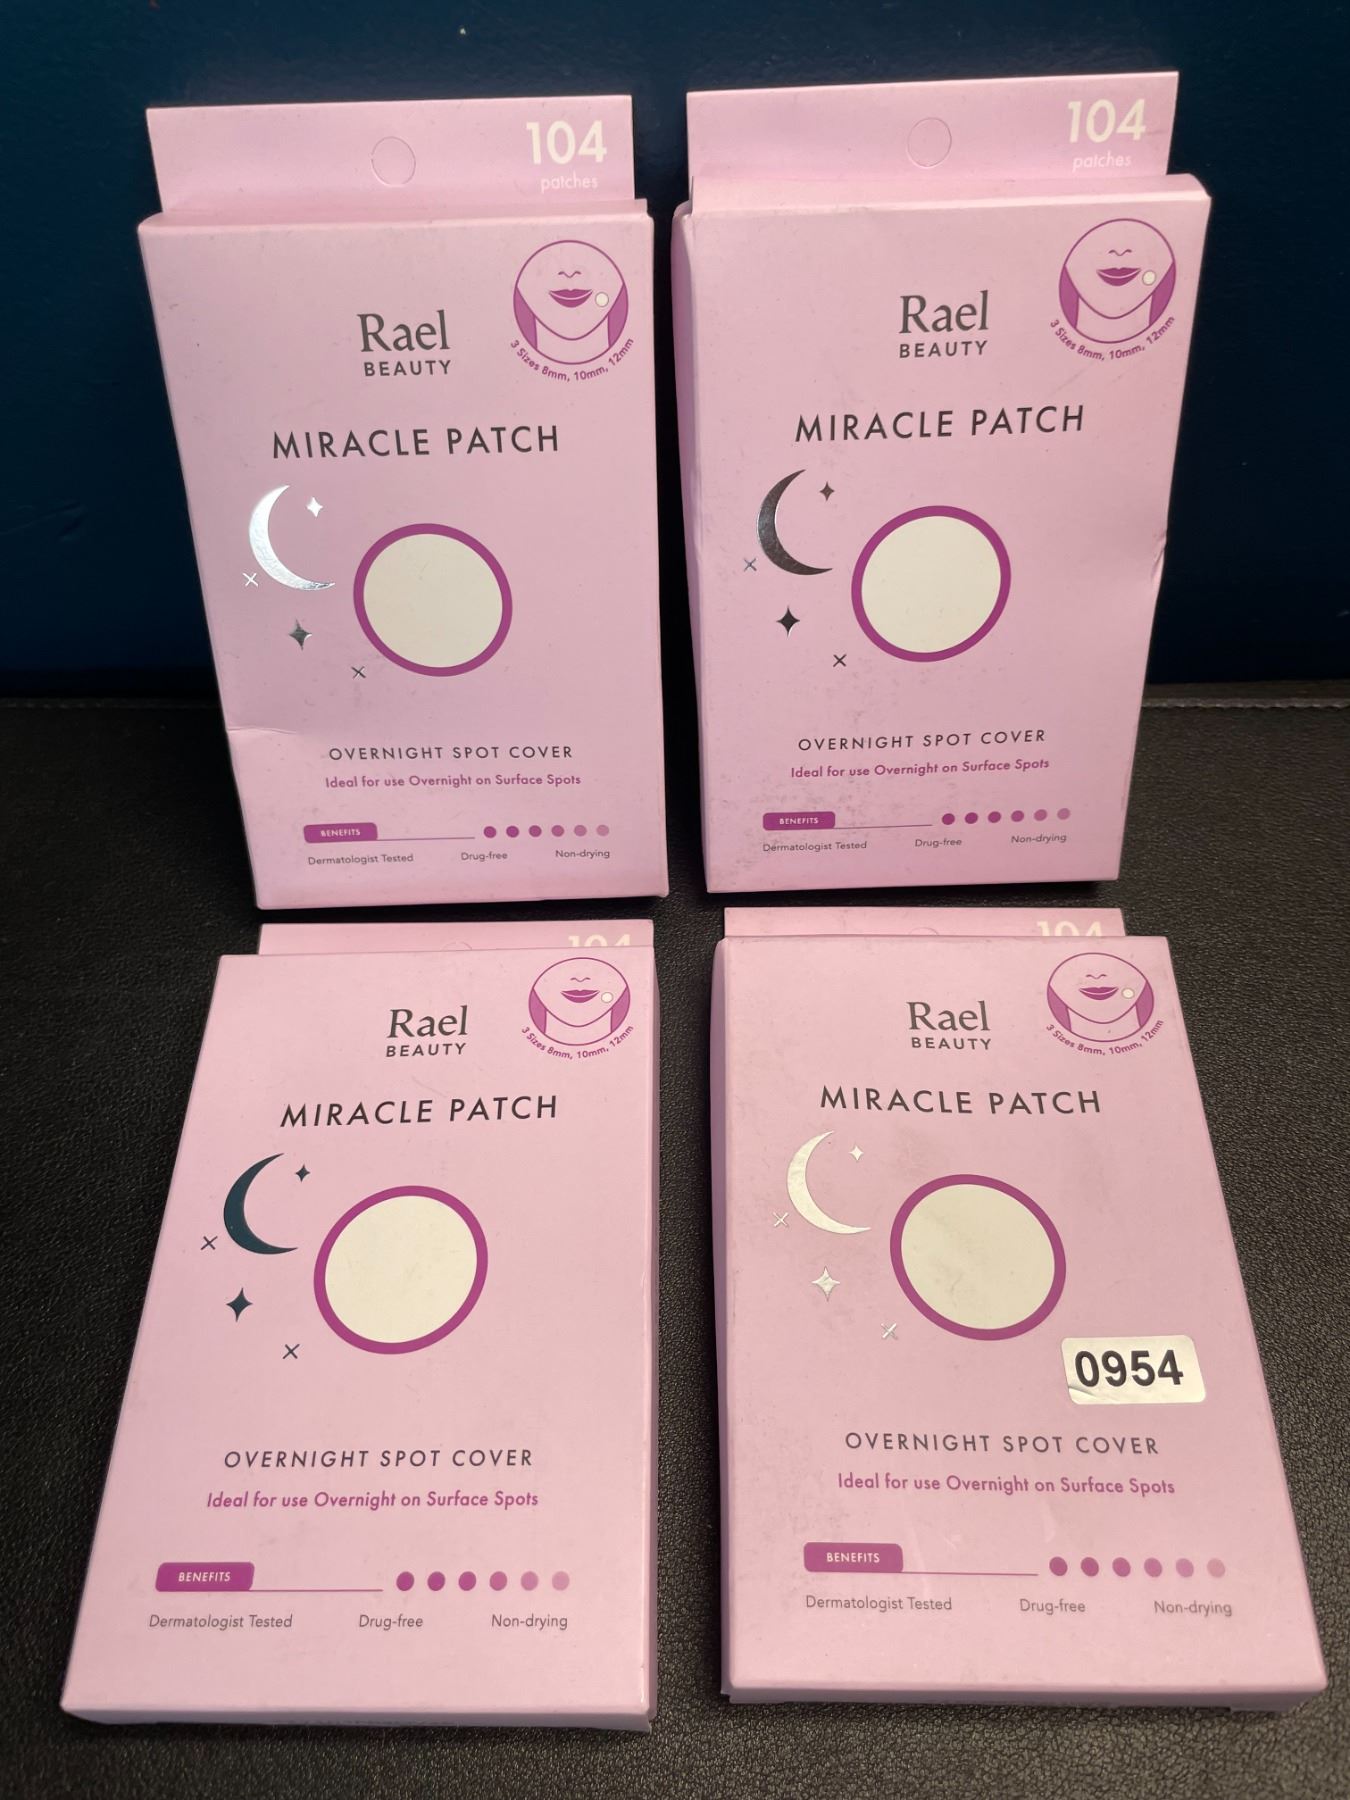 104
patches
Rael
BEAUTY
3 Sizes 8mm, 10mm, 12mm
MIRACLE PATCH
OVERNIGHT SPOT COVER
Ideal for use Overnight on Surface Spots
BENEFITS
Dermatologist Tested Drug-free Non-drying
104
patches
Rael
BEAUTY
3 Sizes 8mm, 10mm, 12mm
MIRACLE PATCH
OVERNIGHT SPOT COVER
Ideal for use Overnight on Surface Spots
BENEFITS
Dermatologist Tested Drug-free Non-drying
104
Rael
BEAUTY
3 Sizes 8mm, 10mm, 12mm
MIRACLE PATCH
OVERNIGHT SPOT COVER
Ideal for use Overnight on Surface Spots
BENEFITS
Dermatologist Tested Drug-free Non-drying
104
Rael
BEAUTY
3 Sizes 8mm, 10mm, 12mm
MIRACLE PATCH
0954
OVERNIGHT SPOT COVER
Ideal for use Overnight on Surface Spots
BENEFITS
Dermatologist Tested Drug-free Non-drying